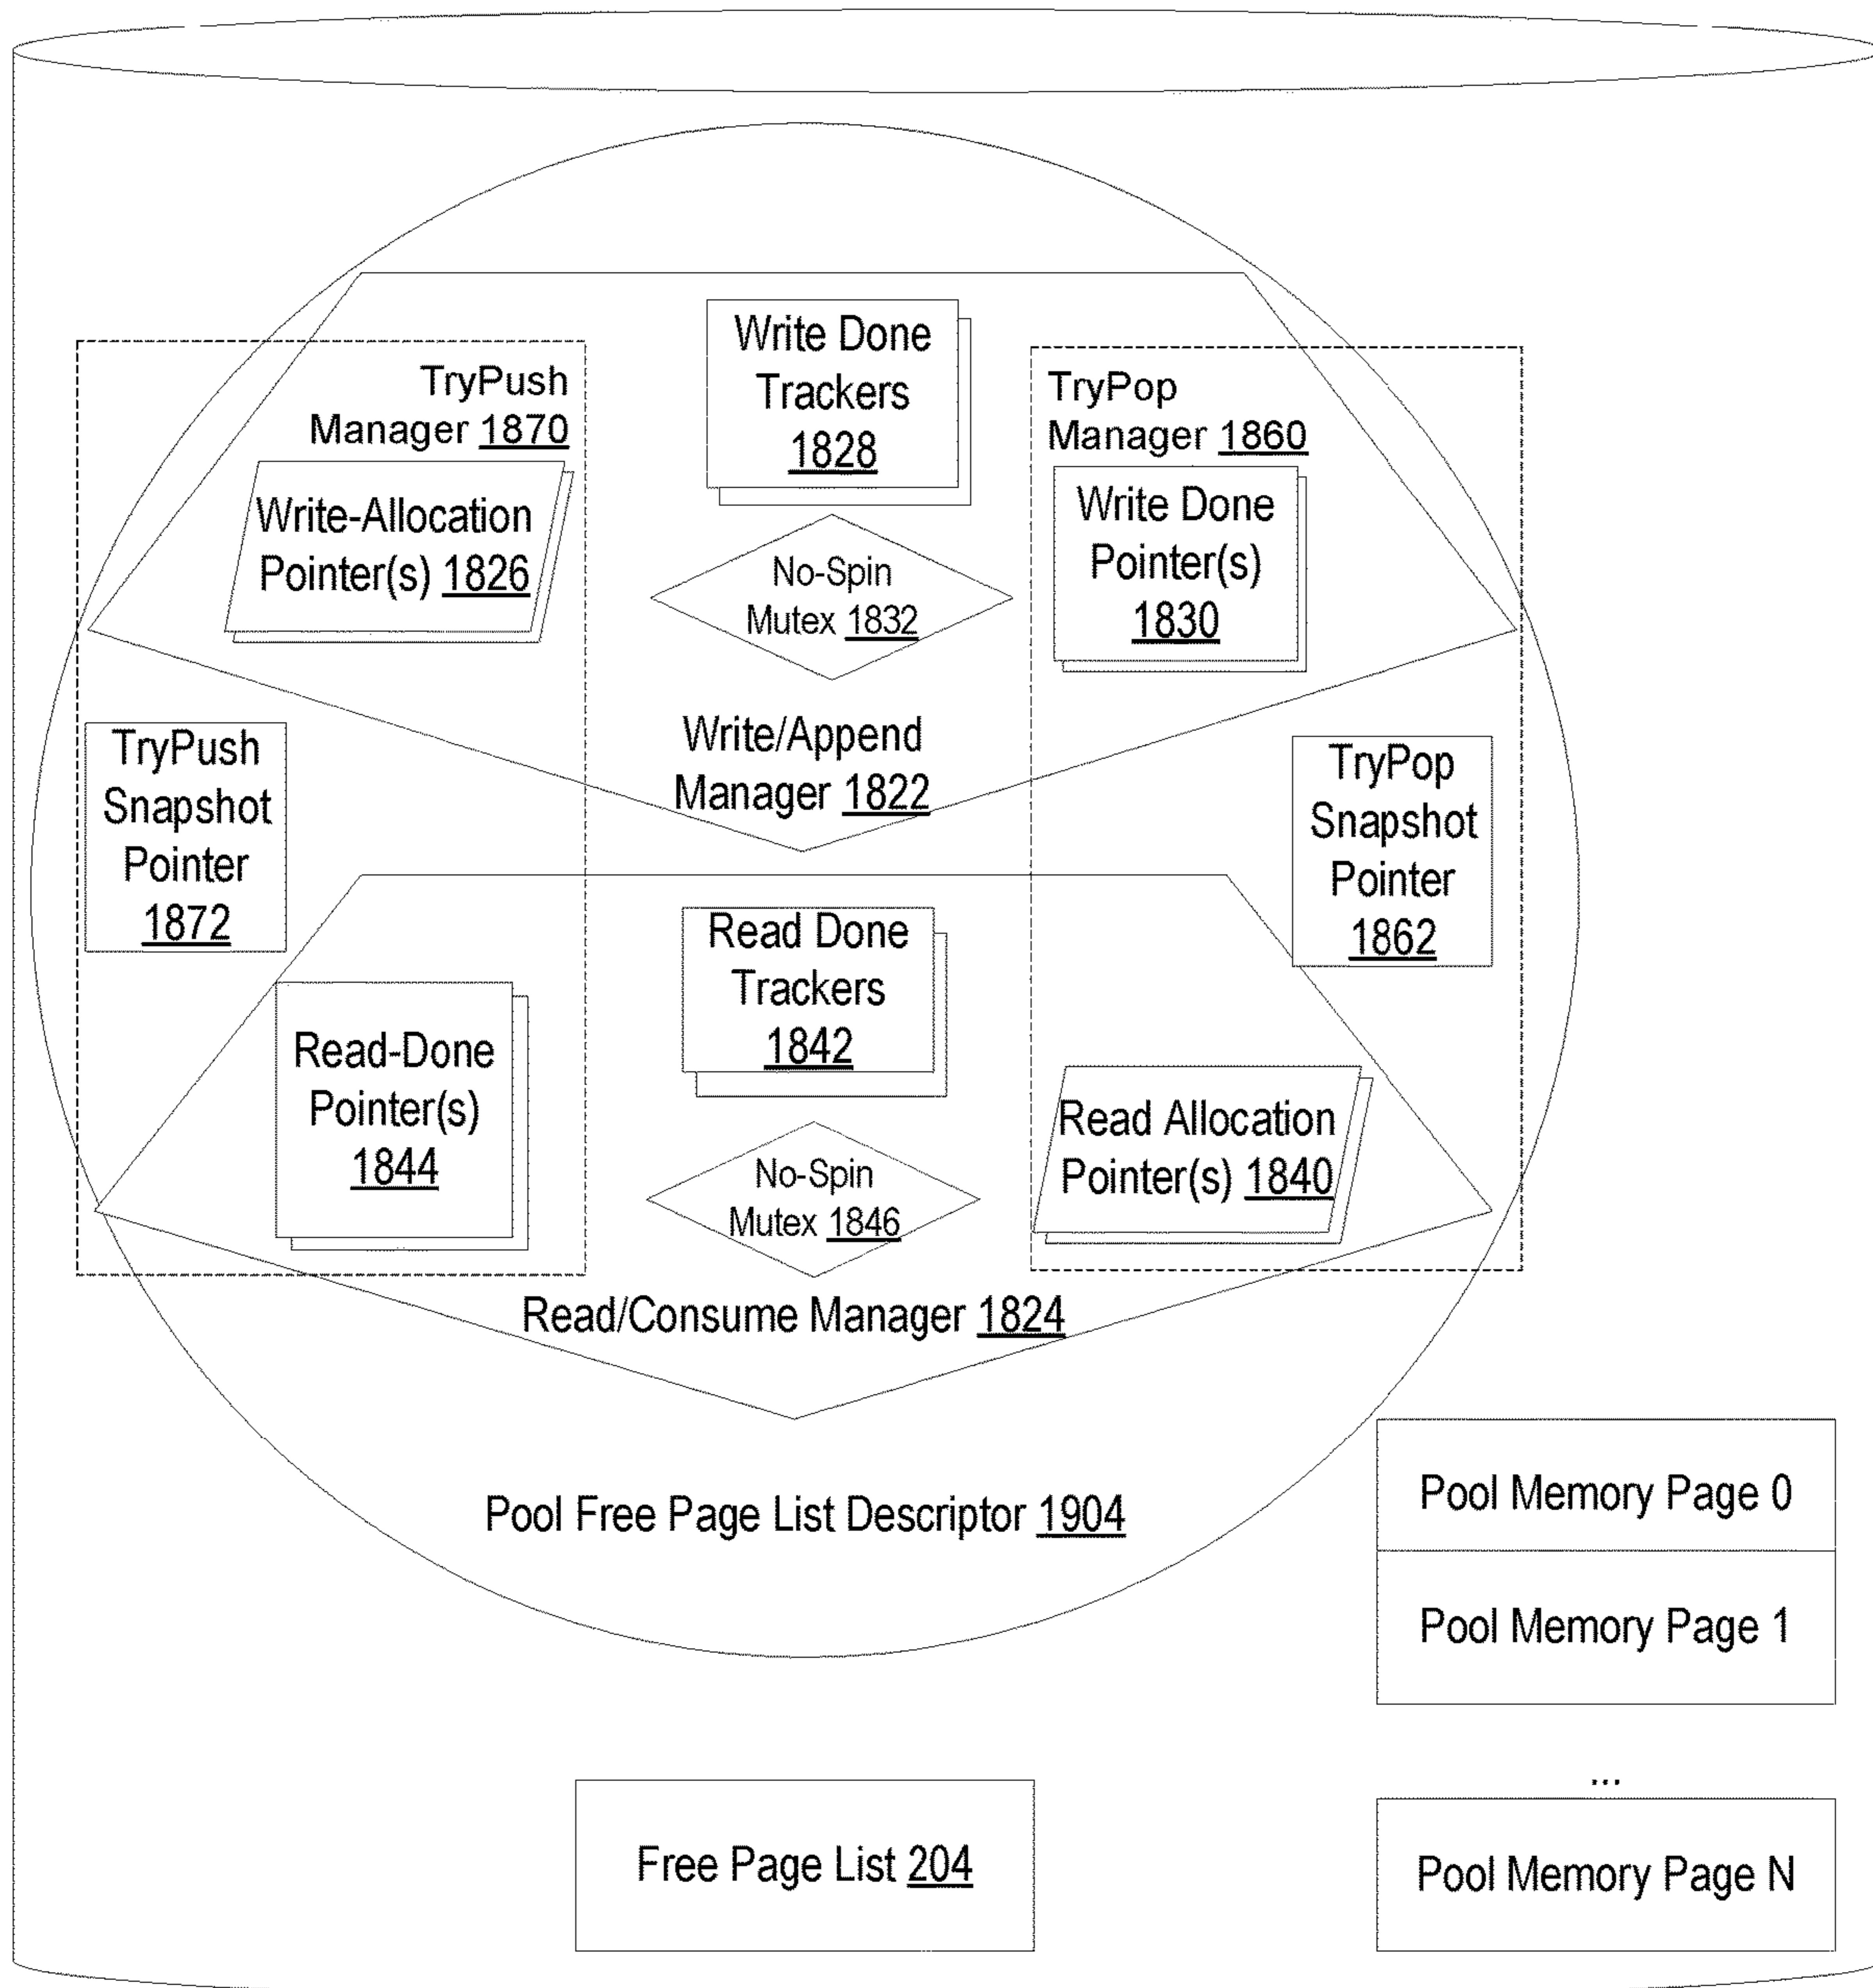 Write Done
Trackers
1828
TryPush
Manager 1870
TryPop
Manager 1860
Write-Allocation
Pointer(s) 1826
No-Spin
Mutex 1832
Write Done
Pointer(s)
1830
Write/Append
Manager 1822
TryPush
Snapshot
Pointer
1872
TryPop
Snapshot
Pointer
1862
Read Done
Trackers
1842
Read-Done
Pointer(s)
1844
No-Spin
Mutex 1846
Read Allocation
Pointer(s) 1840
Read/Consume Manager 1824
Pool Free Page List Descriptor 1904
Pool Memory Page 0
Pool Memory Page 1
...
Free Page List 204
Pool Memory Page N